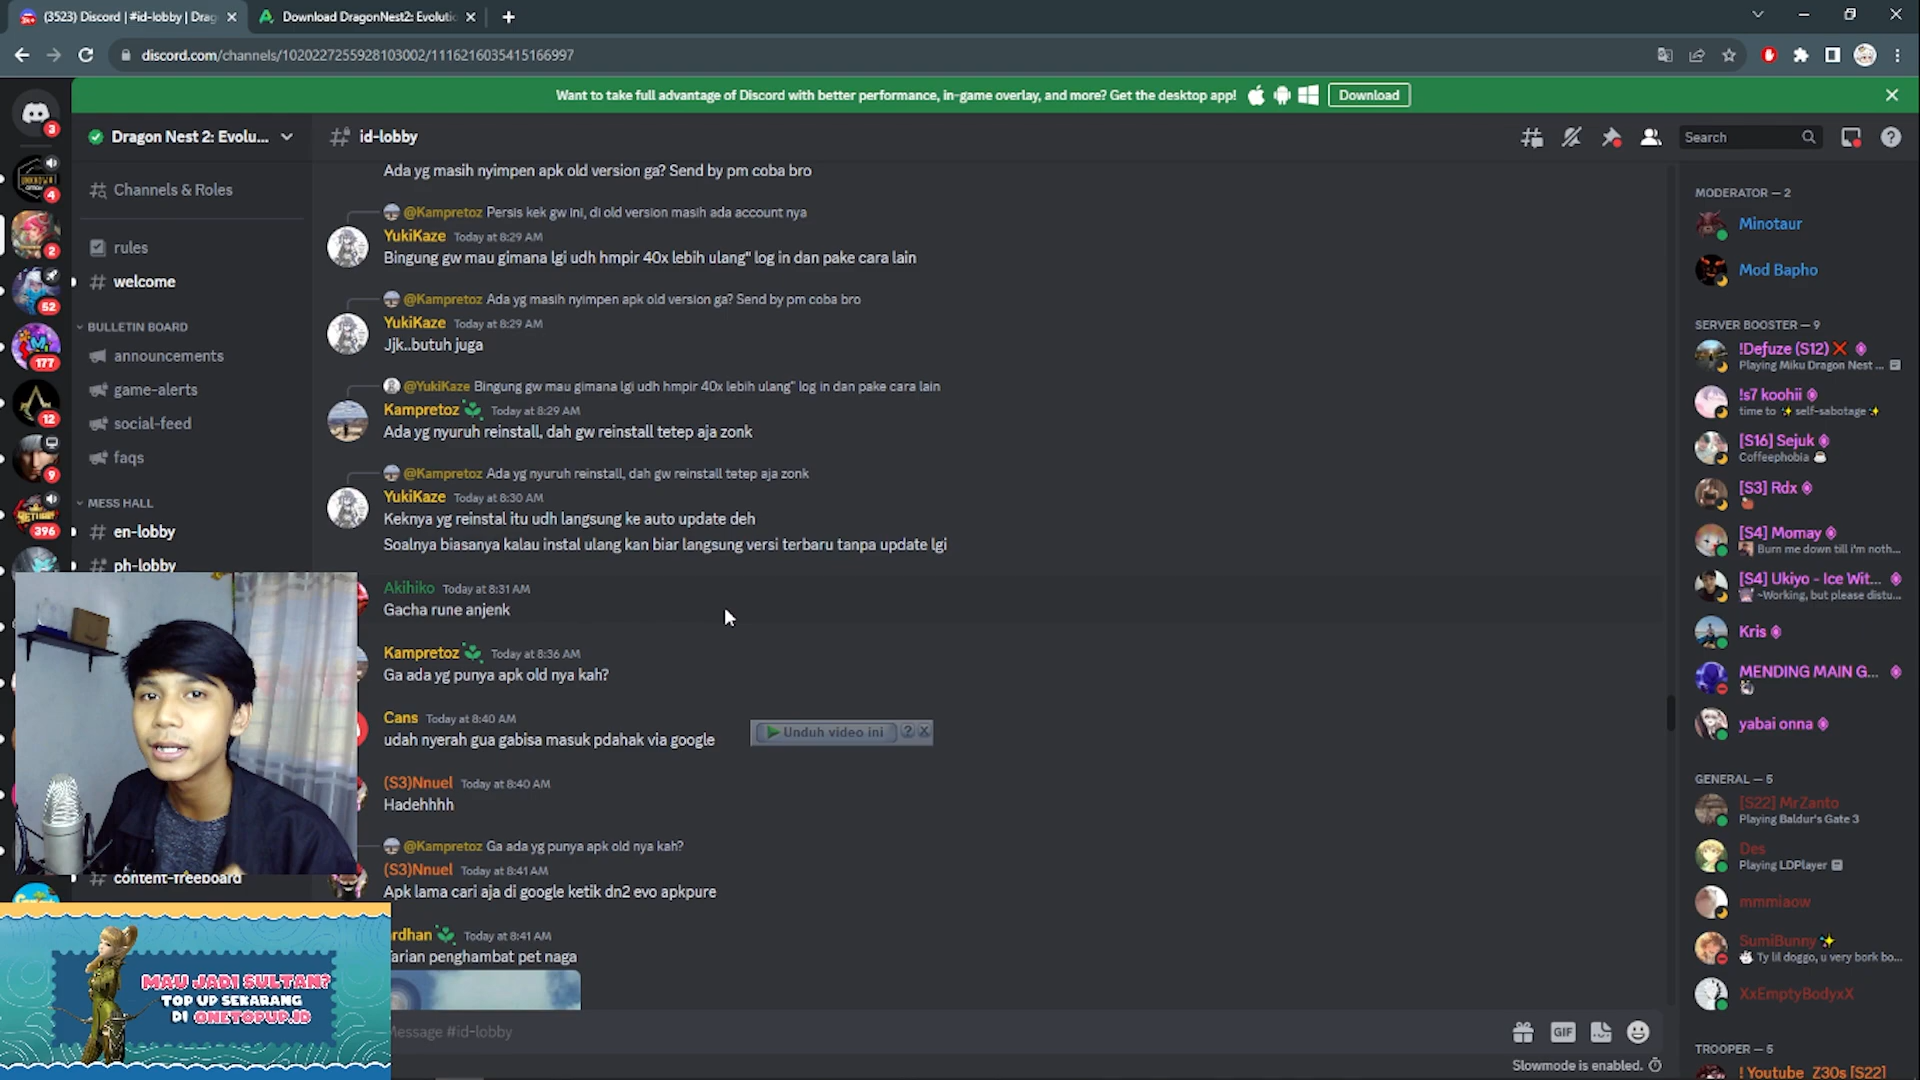 (3523) Discord | #id-lobby | Drag
Download DragonNest2: Evolutio
discord.com/channels/1020227255928103002/1116216035415166997
Want to take full advantage of Discord with better performance, in-game overlay, and more? Get the desktop app!
Download
3
4
2
52
177
12
9
396
Dragon Nest 2: Evolu...
Channels & Roles
rules
welcome
BULLETIN BOARD
announcements
game-alerts
social-feed
faqs
MESS HALL
en-lobby
ph-lobby
content-freeboard
id-lobby
Search
Ada yg masih nyimpen apk old version ga? Send by pm coba bro
@Kampretoz Persis kek gw ini, di old version masih ada account nya
YukiKaze Today at 8:29 AM
Bingung gw mau gimana lgi udh hmpir 40x lebih ulang" log in dan pake cara lain
@Kampretoz Ada yg masih nyimpen apk old version ga? Send by pm coba bro
YukiKaze Today at 8:29 AM
Jjk..butuh juga
@YukiKaze Bingung gw mau gimana lgi udh hmpir 40x lebih ulang" log in dan pake cara lain
Kampretoz Today at 8:29 AM
Ada yg nyuruh reinstall, dah gw reinstall tetep aja zonk
@Kampretoz Ada yg nyuruh reinstall, dah gw reinstall tetep aja zonk
YukiKaze Today at 8:30 AM
Keknya yg reinstal itu udh langsung ke auto update deh
Soalnya biasanya kalau instal ulang kan biar langsung versi terbaru tanpa update lgi
Akihiko Today at 8:31 AM
Gacha rune anjenk
Kampretoz Today at 8:36 AM
Ga ada yg punya apk old nya kah?
Cans Today at 8:40 AM
udah nyerah gua gabisa masuk pdahak via google
Unduh video ini
(S3)Nnuel Today at 8:40 AM
Hadehhhh
@Kampretoz Ga ada yg punya apk old nya kah?
(S3)Nnuel Today at 8:41 AM
Apk lama cari aja di google ketik dn2 evo apkpure
rdhan Today at 8:41 AM
arian penghambat pet naga
Message #id-lobby
GIF
Slowmode is enabled.
MODERATOR — 2
Minotaur
Mod Bapho
SERVER BOOSTER — 9
!Defuze (S12)
Playing Miku Dragon Nest ...
!s7 koohii
time to ✨ self-sabotage ✨
[S16] Sejuk
Coffeephobia
[S3] Rdx
[S4] Momay
Burn me down till i'm noth...
[S4] Ukiyo - Ice Wit...
~Working, but please distu...
Kris
MENDING MAIN G...
yabai onna
GENERAL — 5
[S22] MrZanto
Playing Baldur's Gate 3
Des
Playing LDPlayer
mmmiaow
SumiBunny
Ty lil doggo, u very bork bo...
XxEmptyBodyxX
TROOPER — 5
! Youtube Z30s [S22]
MAU JADI SULTAN?
TOP UP SEKARANG
DI ONETOPUP.ID